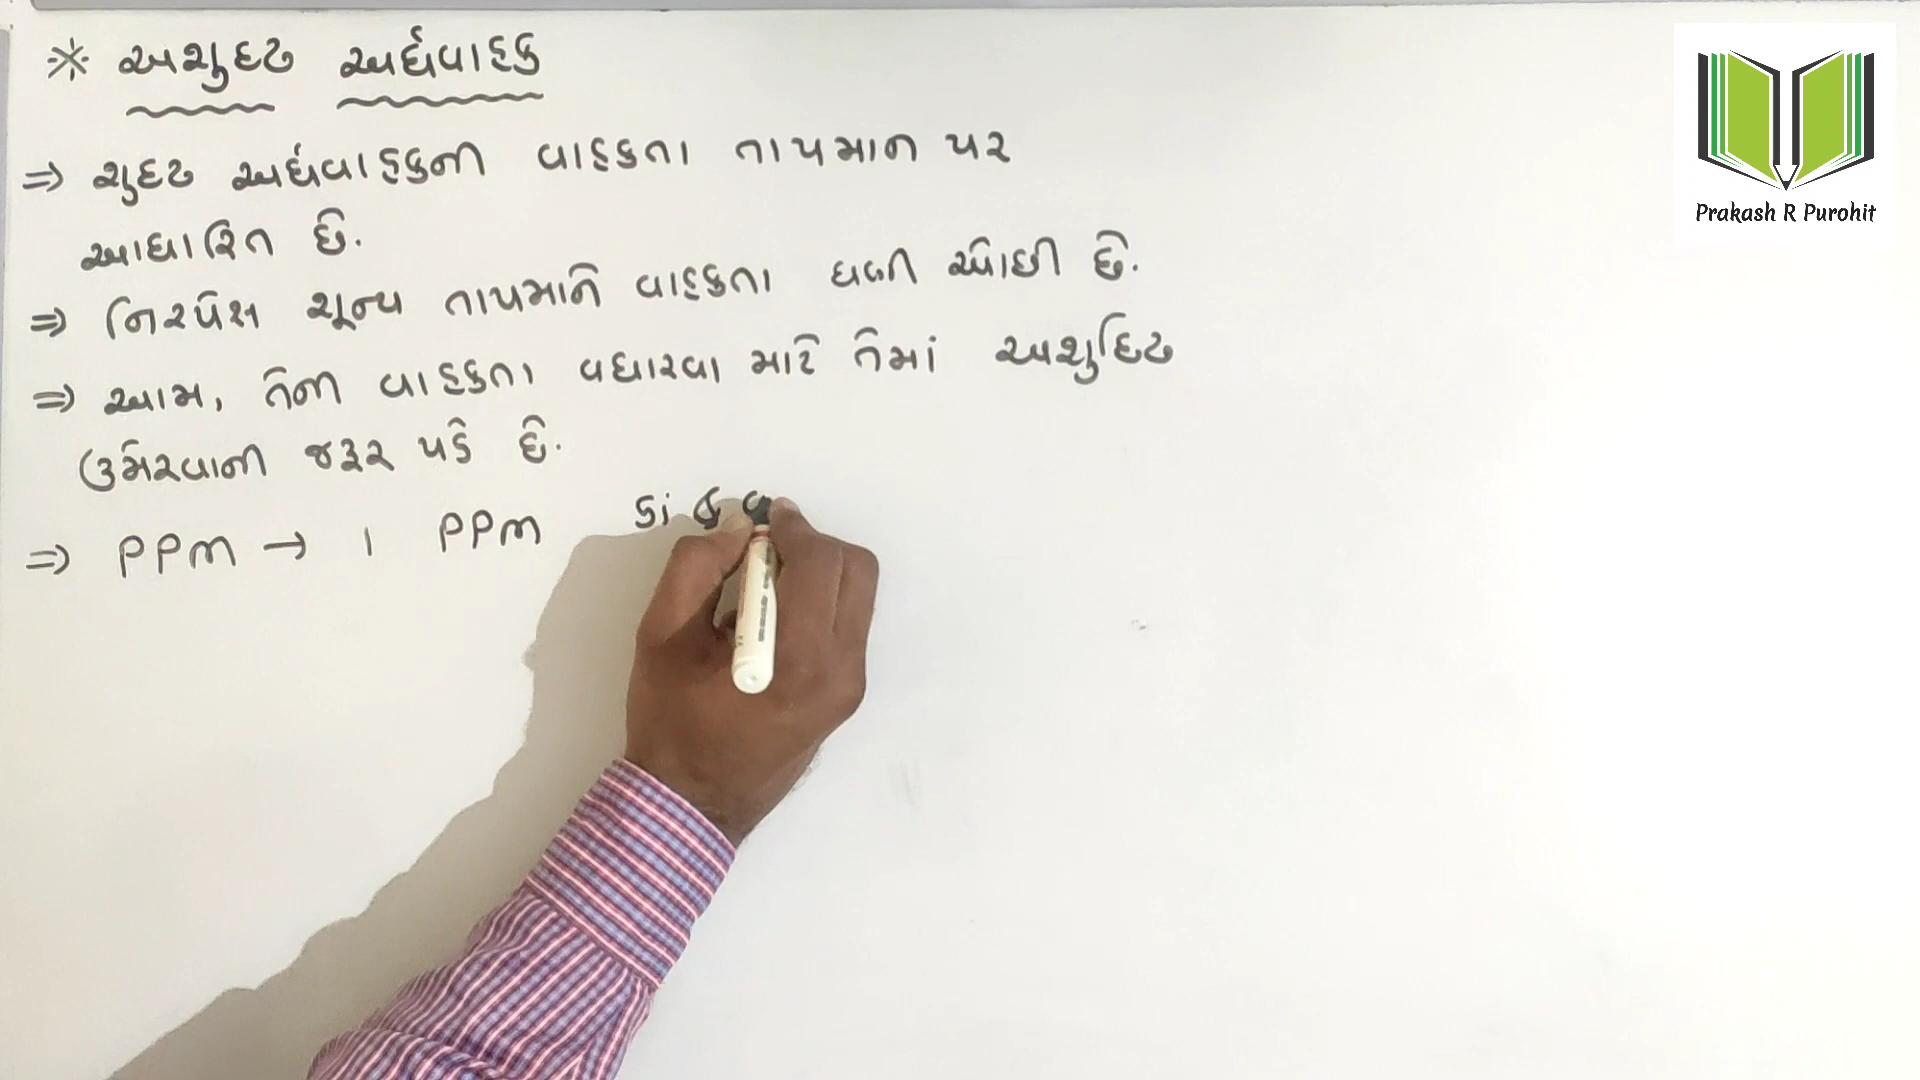 ※ અશુદ્ધ અર્ધવાહક
⇒ શુદ્ધ અર્ધવાહકની વાહકતા તાપમાન પર
આધારિત છે.
⇒ નિરપેક્ષ શૂન્ય તાપમાને વાહકતા ઘણી ઓછી છે.
⇒ આમ, તેની વાહકતા વધારવા માટે તેમાં અશુદ્ધિ
ઉમેરવાની જરૂર પડે છે.
⇒ PPM → 1 PPM
Prakash R Purohit